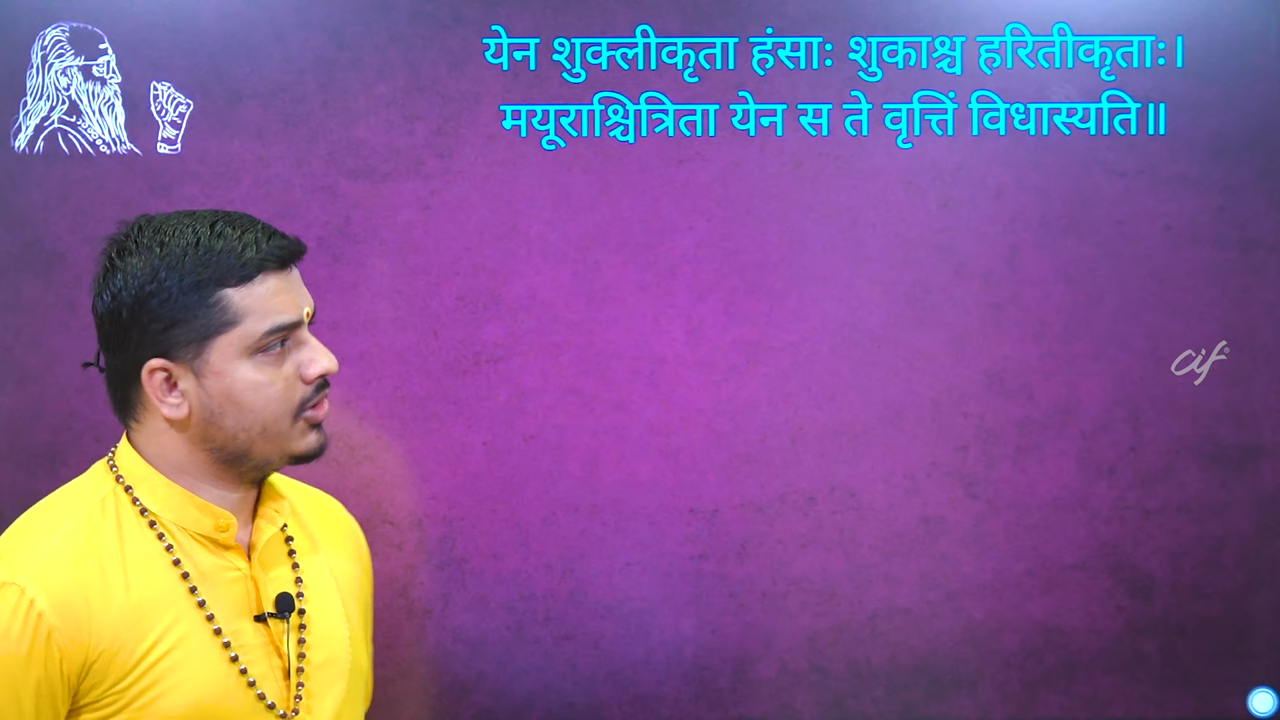 येन शुक्लीकृता हंसाः शुकाश्च हरितीकृताः।
मयूराश्चित्रिता येन स ते वृत्तिं विधास्यति॥
cif